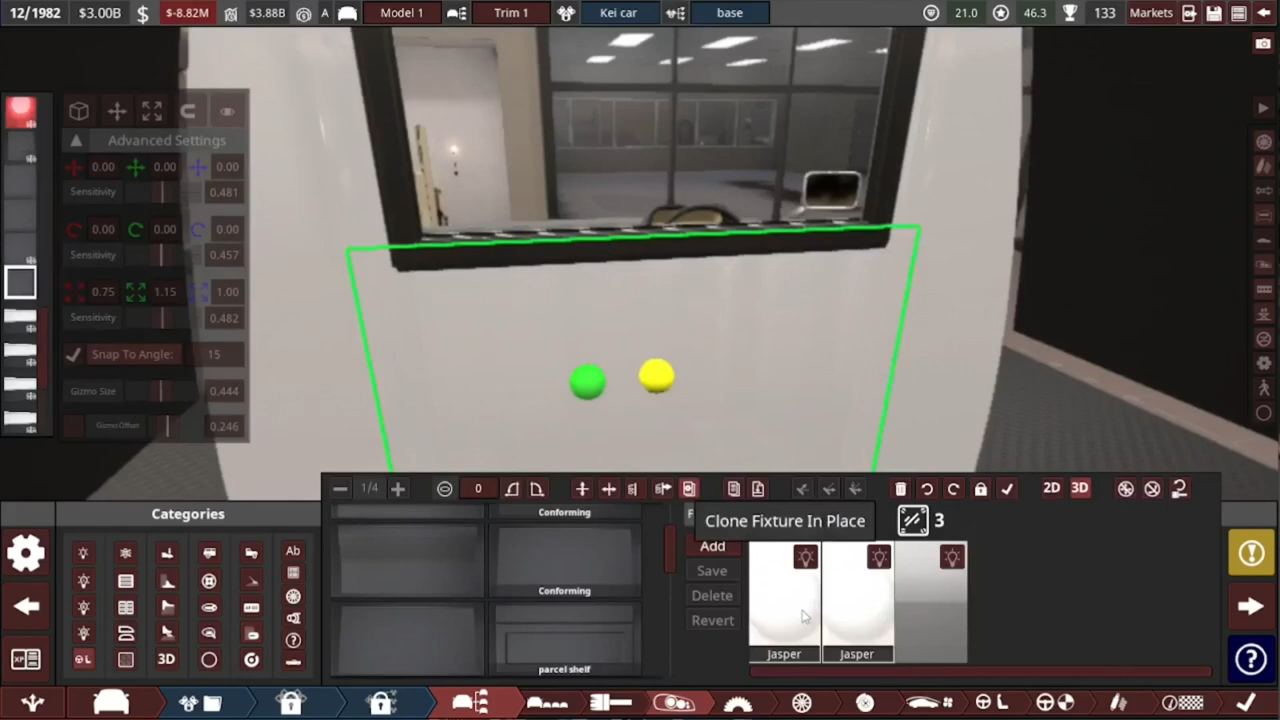 12/1982 $3.00B $ $-8.82M $3.88B A Model 1 Trim 1 Kei car base 21.0 46.3 133 Markets
Advanced Settings
0.00 0.00 0.00
Sensitivity 0.481
0.00 0.00 0.00
Sensitivity 0.457
0.75 1.15 1.00
Sensitivity 0.482
Snap To Angle: 15
Gizmo Size 0.444
Gizmo Offset 0.246
1/4 0 2D 3D
Categories
Conforming
Clone Fixture In Place 3
Ab
Add
Save
Conforming
Delete
Revert
L 3D
Jasper Jasper
parcel shelf
XP
L